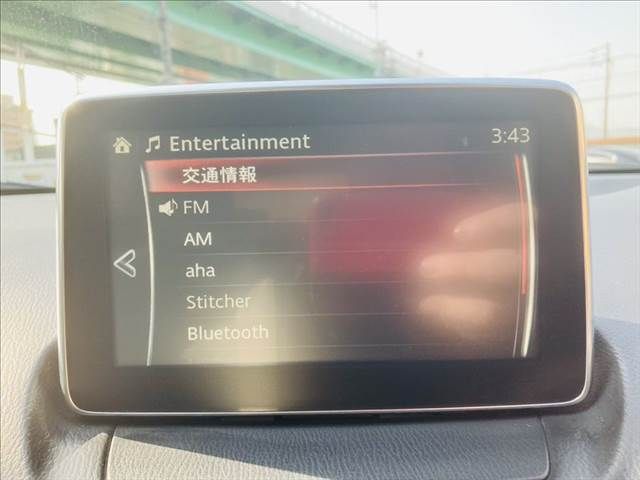 Entertainment 3:43
交通情報
FM
AM
aha
Stitcher
Bluetooth